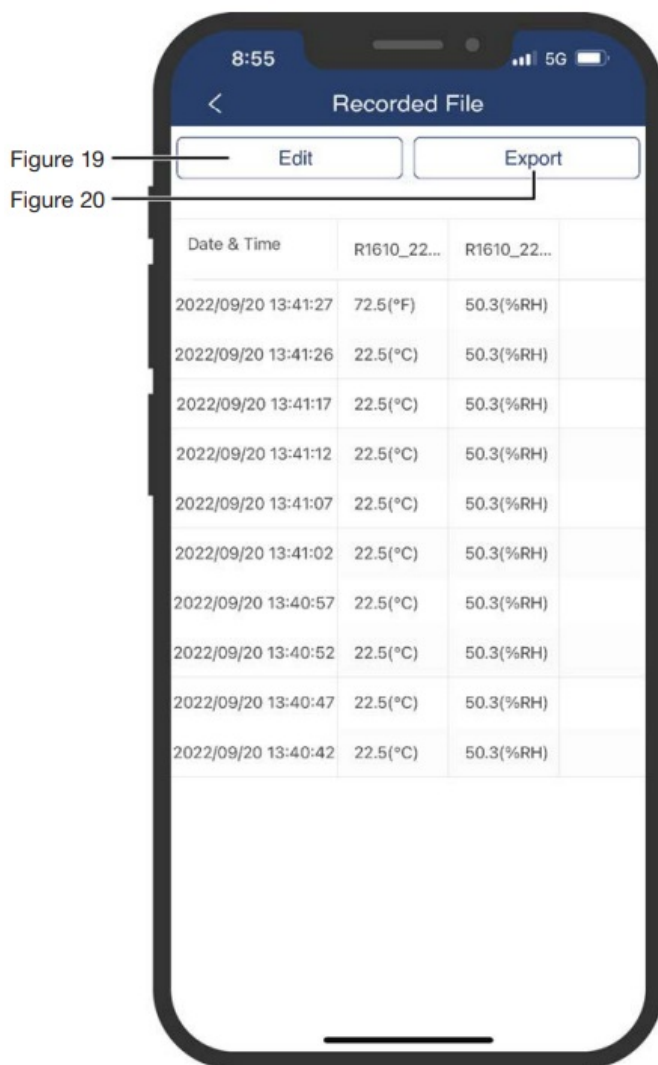 8:55 5G
Recorded File
Figure 19 Edit Export
Figure 20
Date & Time R1610_22... R1610_22...
2022/09/20 13:41:27 72.5(°F) 50.3(%RH)
2022/09/20 13:41:26 22.5(°C) 50.3(%RH)
2022/09/20 13:41:17 22.5(°C) 50.3(%RH)
2022/09/20 13:41:12 22.5(°C) 50.3(%RH)
2022/09/20 13:41:07 22.5(°C) 50.3(%RH)
2022/09/20 13:41:02 22.5(°C) 50.3(%RH)
2022/09/20 13:40:57 22.5(°C) 50.3(%RH)
2022/09/20 13:40:52 22.5(°C) 50.3(%RH)
2022/09/20 13:40:47 22.5(°C) 50.3(%RH)
2022/09/20 13:40:42 22.5(°C) 50.3(%RH)